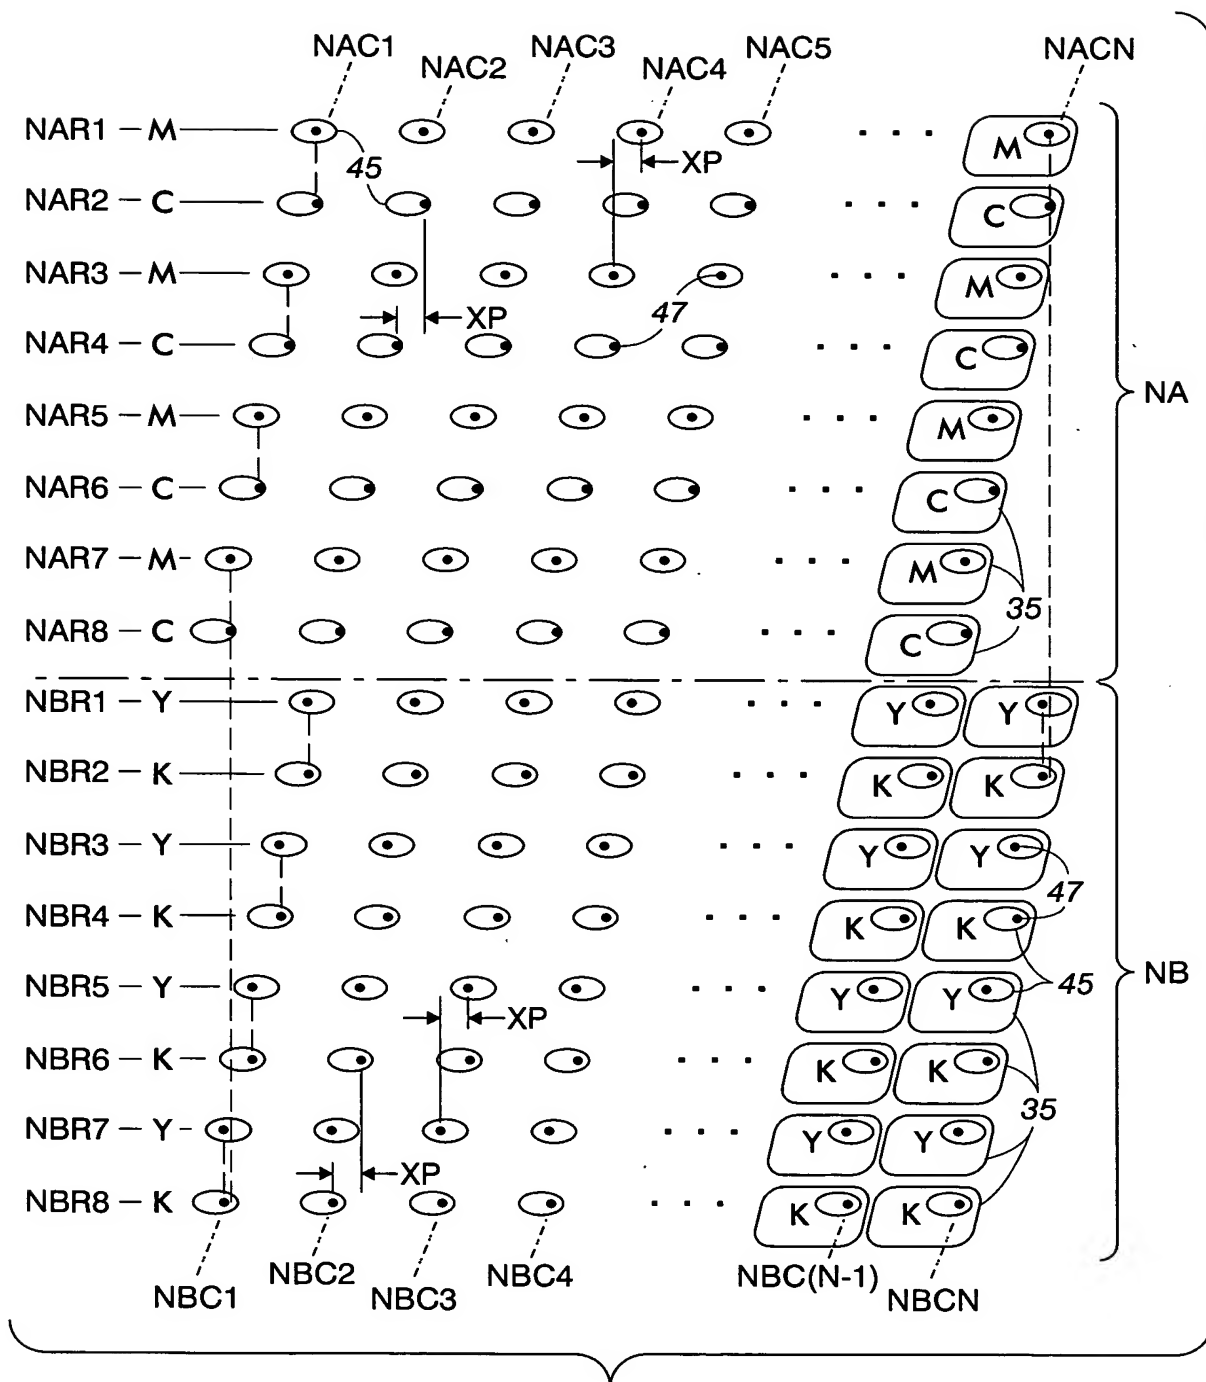 NAC1 NAC2 NAC3 NAC4 NAC5 NACN
NAR1 – M M
45 XP
NAR2 – C C
NAR3 – M M
XP 47
NAR4 – C C
NA
NAR5 – M M
NAR6 – C C
NAR7 – M M
35
NAR8 – C C
NBR1 – Y Y Y
NBR2 – K K K
NBR3 – Y Y Y
47
NBR4 – K K K
NB
NBR5 – Y Y Y 45
XP
NBR6 – K K K
35
NBR7 – Y Y Y
XP
NBR8 – K K K
NBC1 NBC2 NBC3 NBC4 NBC(N-1) NBCN